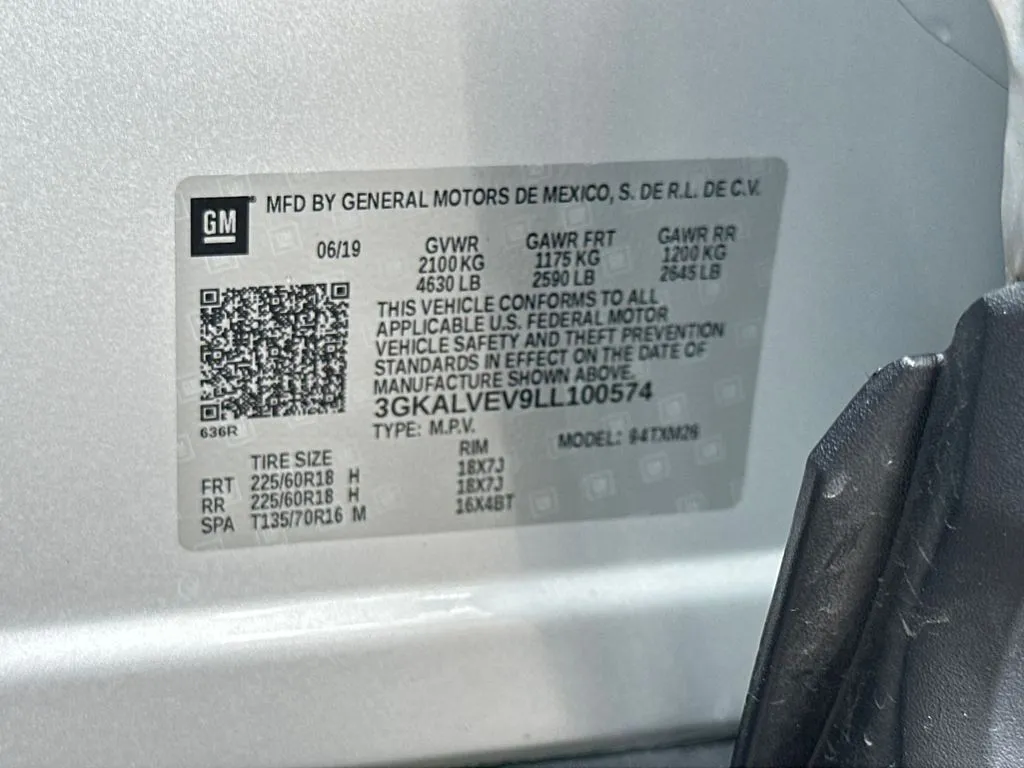 GM MFD BY GENERAL MOTORS DE MEXICO, S. DE R.L. DE C.V.
06/19 GVWR GAWR FRT GAWR RR
2100 KG 1175 KG 1200 KG
4630 LB 2590 LB 2645 LB
THIS VEHICLE CONFORMS TO ALL
APPLICABLE U.S. FEDERAL MOTOR
VEHICLE SAFETY AND THEFT PREVENTION
STANDARDS IN EFFECT ON THE DATE OF
MANUFACTURE SHOWN ABOVE.
3GKALVEV9LL100574
636R
TYPE: M.P.V. MODEL:
TIRE SIZE RIM
FRT 225/60R18 H 18X7J
RR 225/60R18 H 18X7J
SPA T135/70R16 M 16X4BT